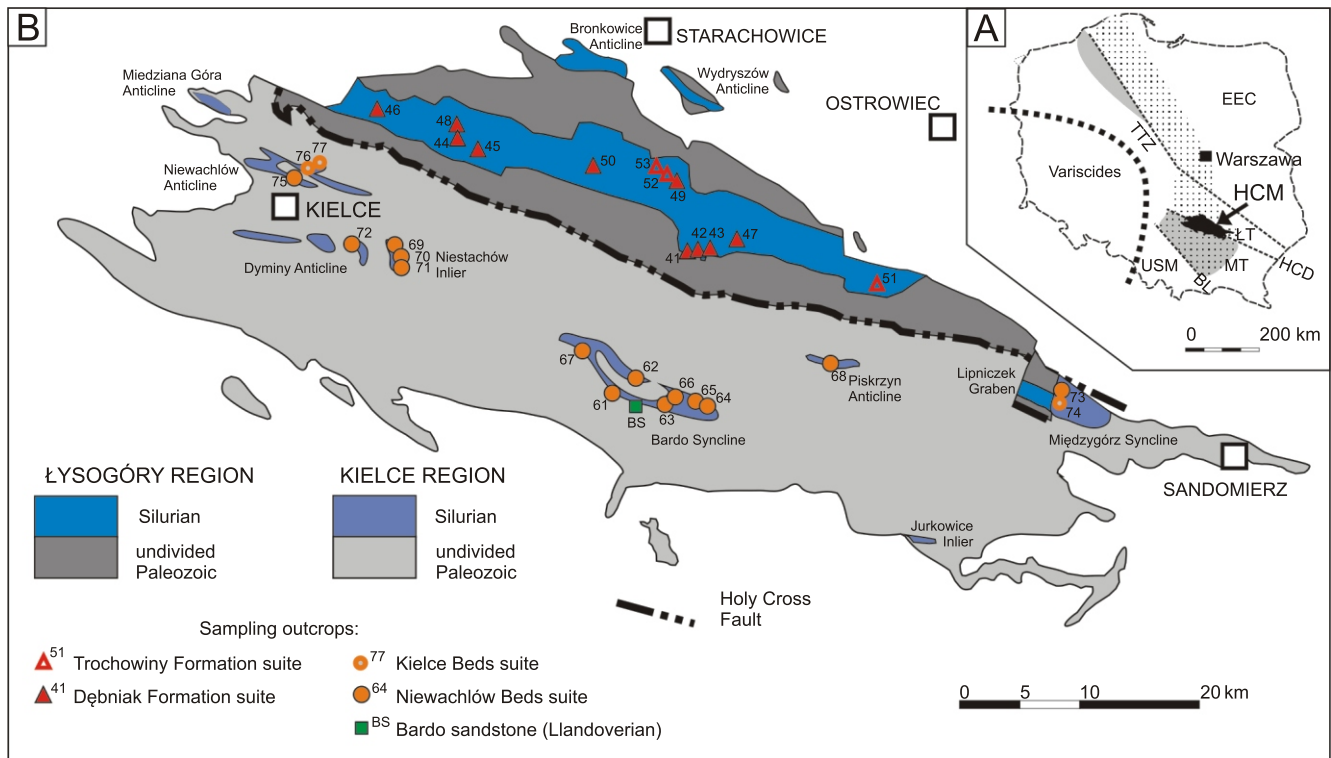 B
Bronkowice
Anticline
STARACHOWICE
Wydryszów
Anticline
Miedziana Góra
Anticline
OSTROWIEC
46
48
44
45
50
53
52
49
77
76
75
Niewachlów
Anticline
KIELCE
72
69
70
71
Niestachów
Inlier
Dyminy Anticline
42
43
47
41
51
67
62
66
65
64
61
63
BS
Bardo Syncline
68
Piskrzyn
Anticline
Lipniczek
Graben
73
74
Międzygórz Syncline
SANDOMIERZ
Jurkowice
Inlier
A
EEC
TTZ
Warszawa
Variscides
HCM
ŁT
USM
MT
HCD
BL
0
200 km
ŁYSOGÓRY REGION
Silurian
undivided
Paleozoic
KIELCE REGION
Silurian
undivided
Paleozoic
Holy Cross
Fault
Sampling outcrops:
51 Trochowiny Formation suite
41 Dębniak Formation suite
77 Kielce Beds suite
64 Niewachlów Beds suite
BS Bardo sandstone (Llandoverian)
0 5 10 20 km